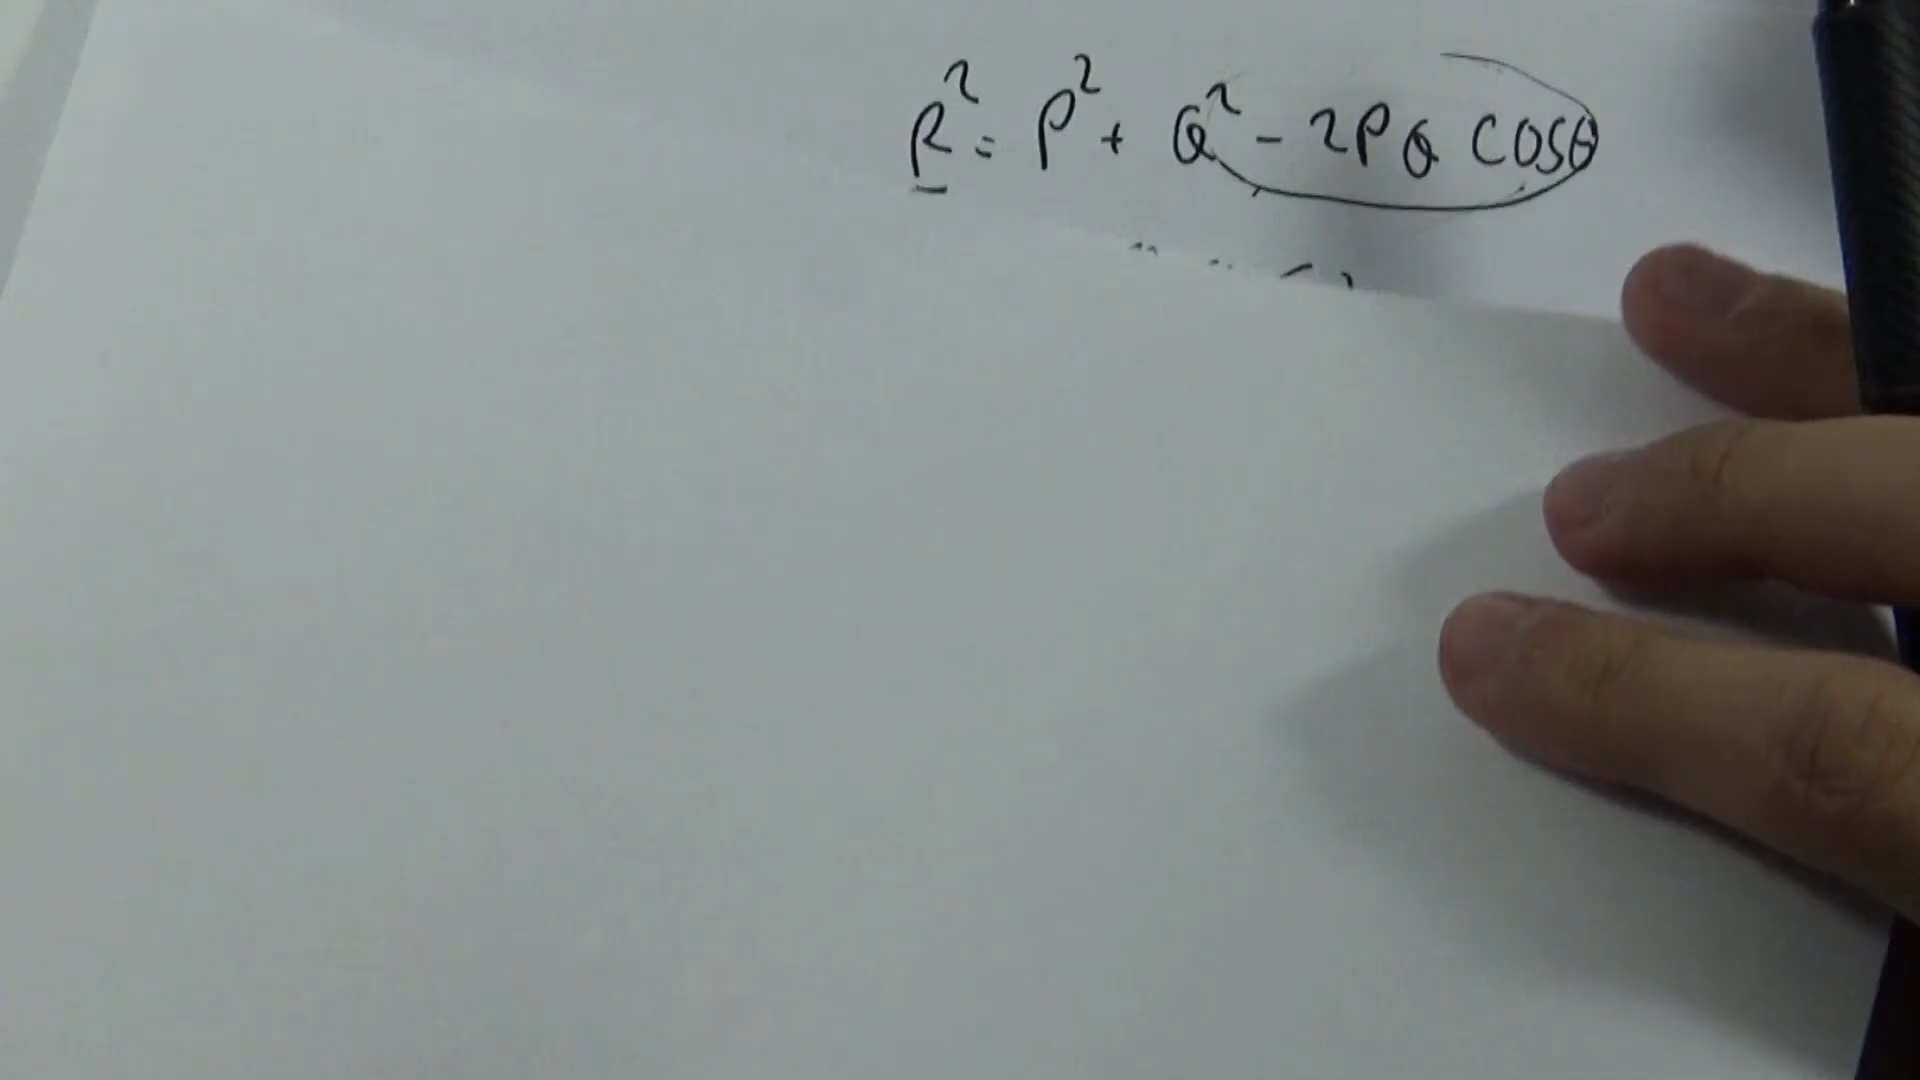 R² = P² + Q² - 2PQ COSθ